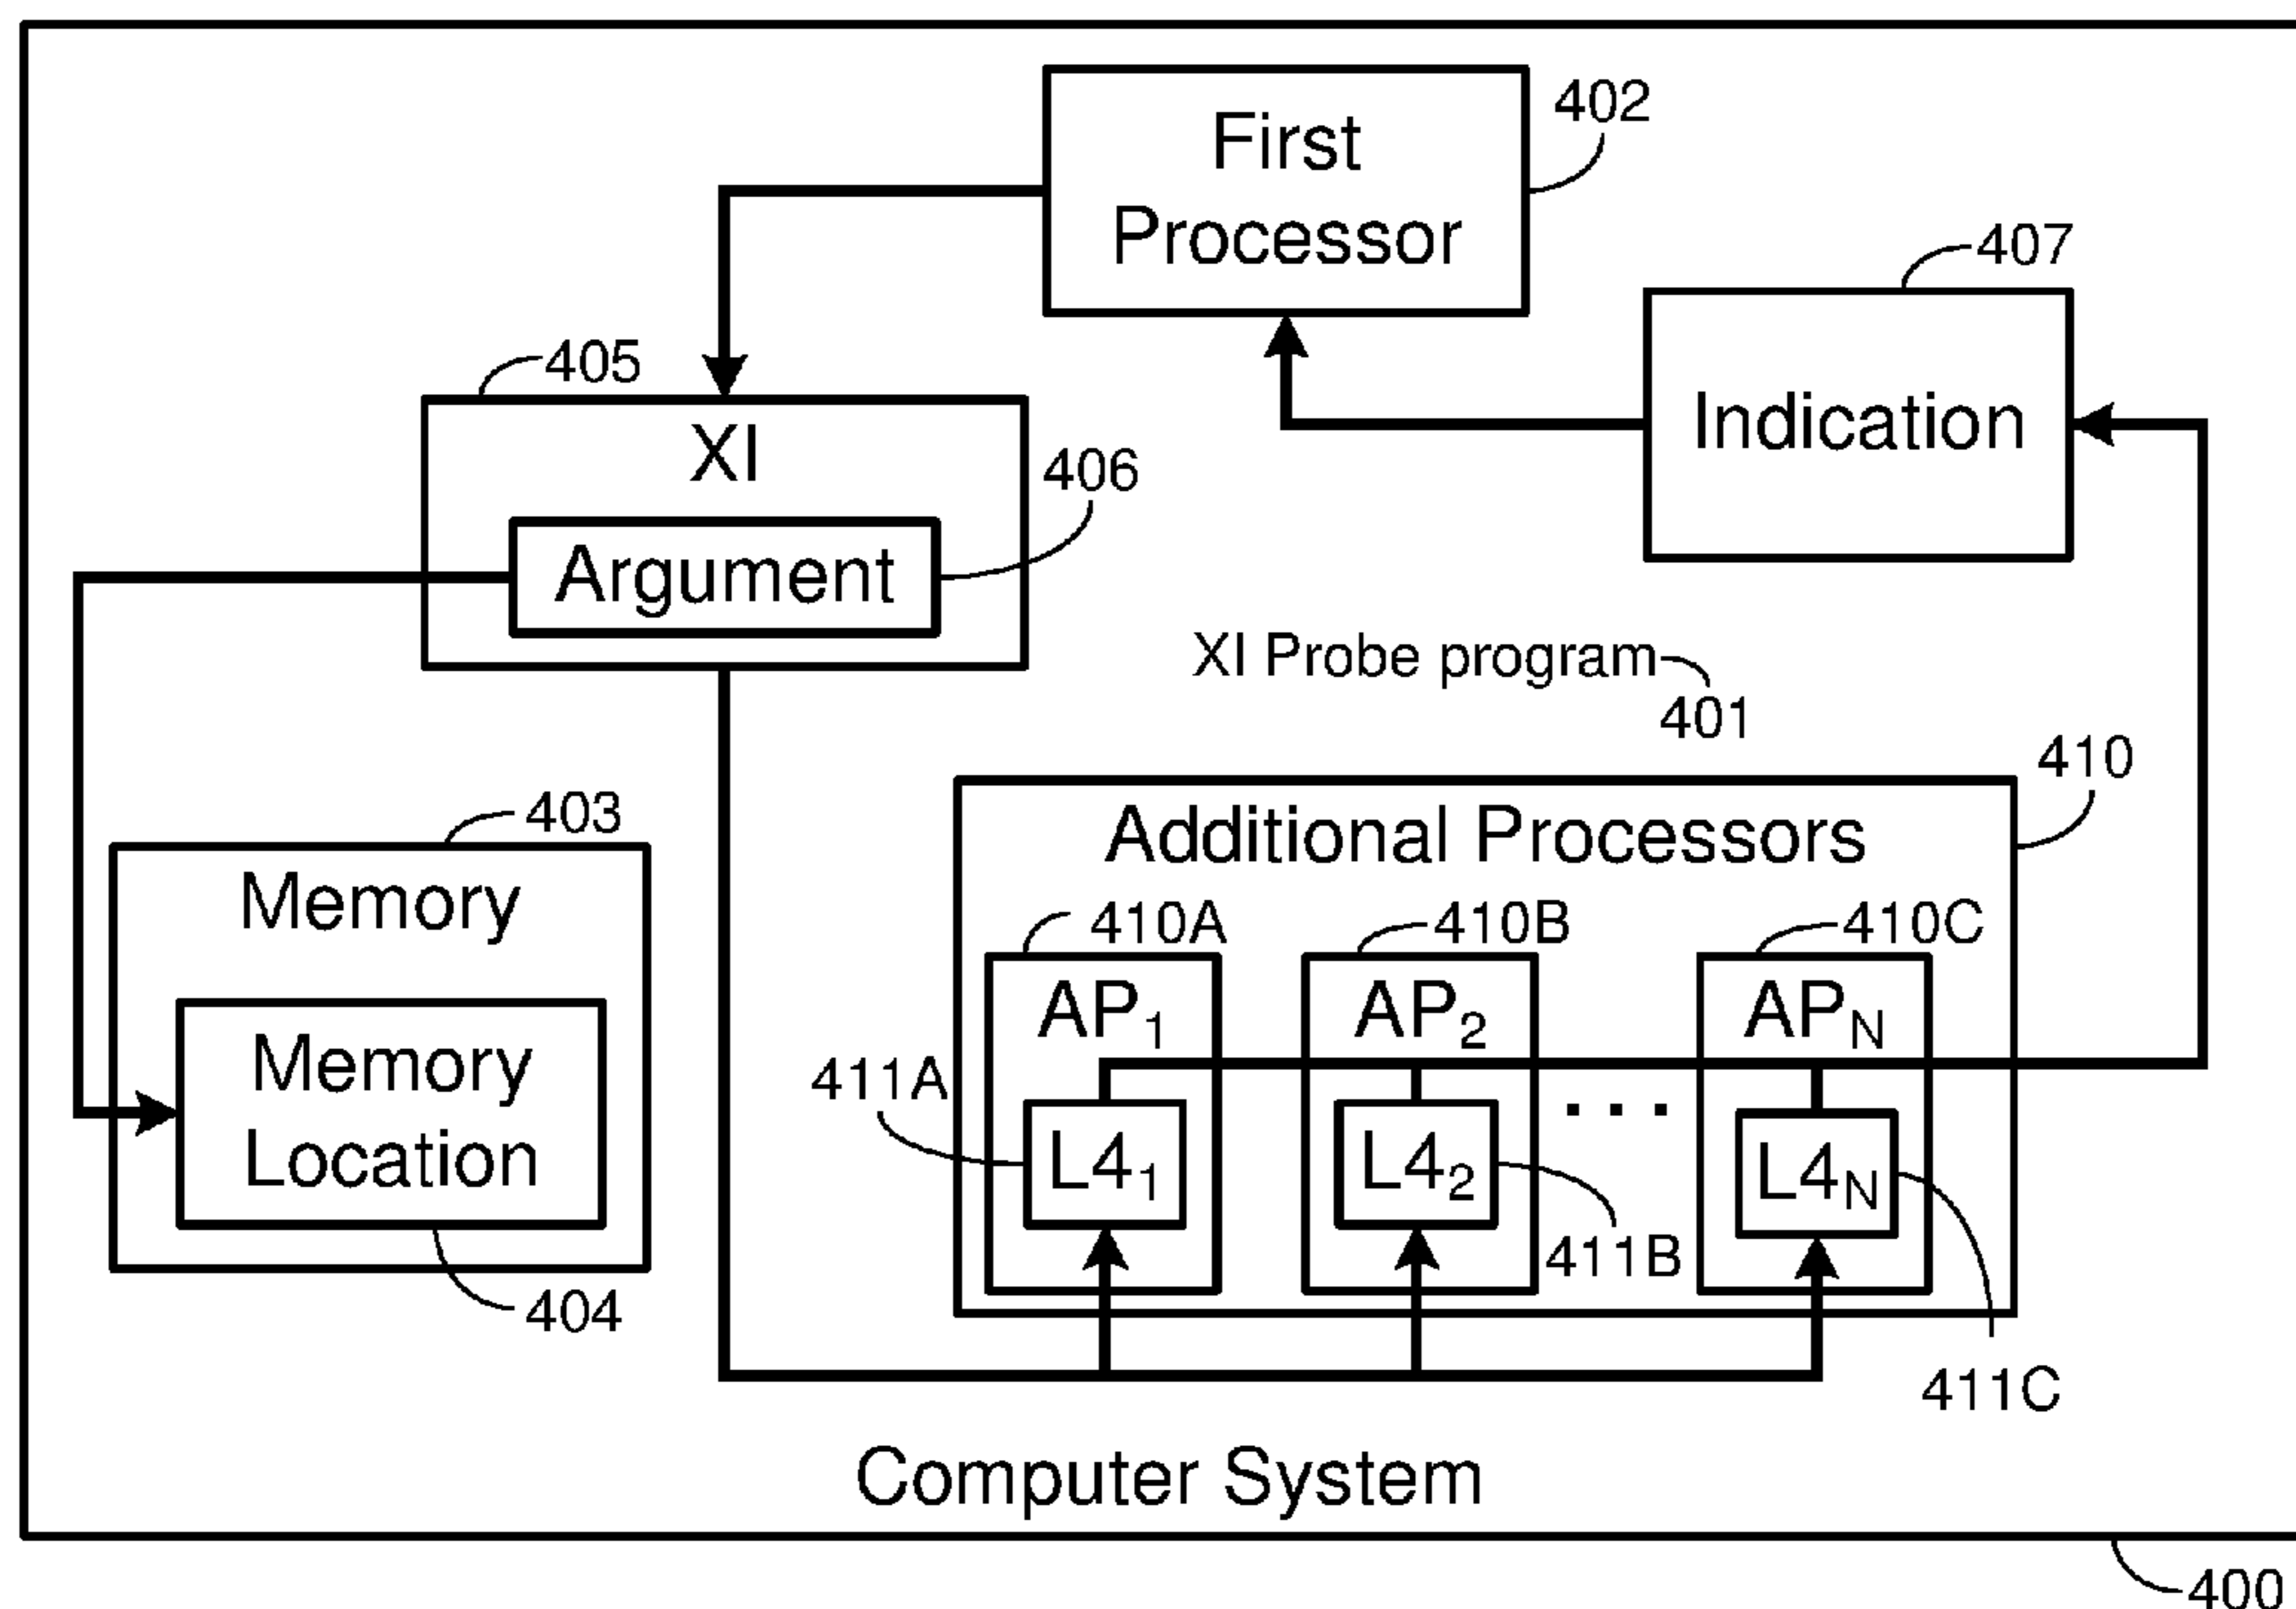 First
Processor
402
407
Indication
405
XI
406
Argument
XI Probe program
401
410
Additional Processors
403
Memory
Memory
Location
404
410A
410B
410C
AP₁
AP₂
APN
411A
L4₁
L4₂
...
L4N
411B
411C
Computer System
400